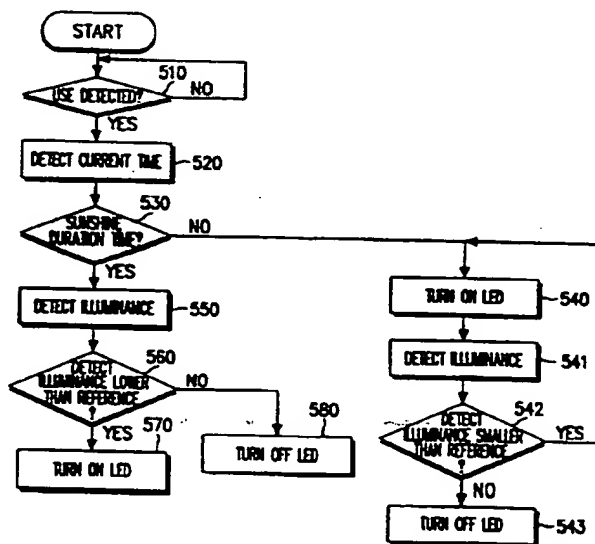 START
510
USE DETECTED?
NO
YES
DETECT CURRENT TIME
520
530
SUNSHINE
DURATION TIME?
NO
YES
DETECT ILLUMINANCE
550
TURN ON LED
540
DETECT ILLUMINANCE
541
560
DETECT
ILLUMINANCE LOWER
THAN REFERENCE
?
NO
YES
570
TURN ON LED
580
TURN OFF LED
542
DETECT
ILLUMINANCE SMALLER
THAN REFERENCE
?
YES
NO
TURN OFF LED
543